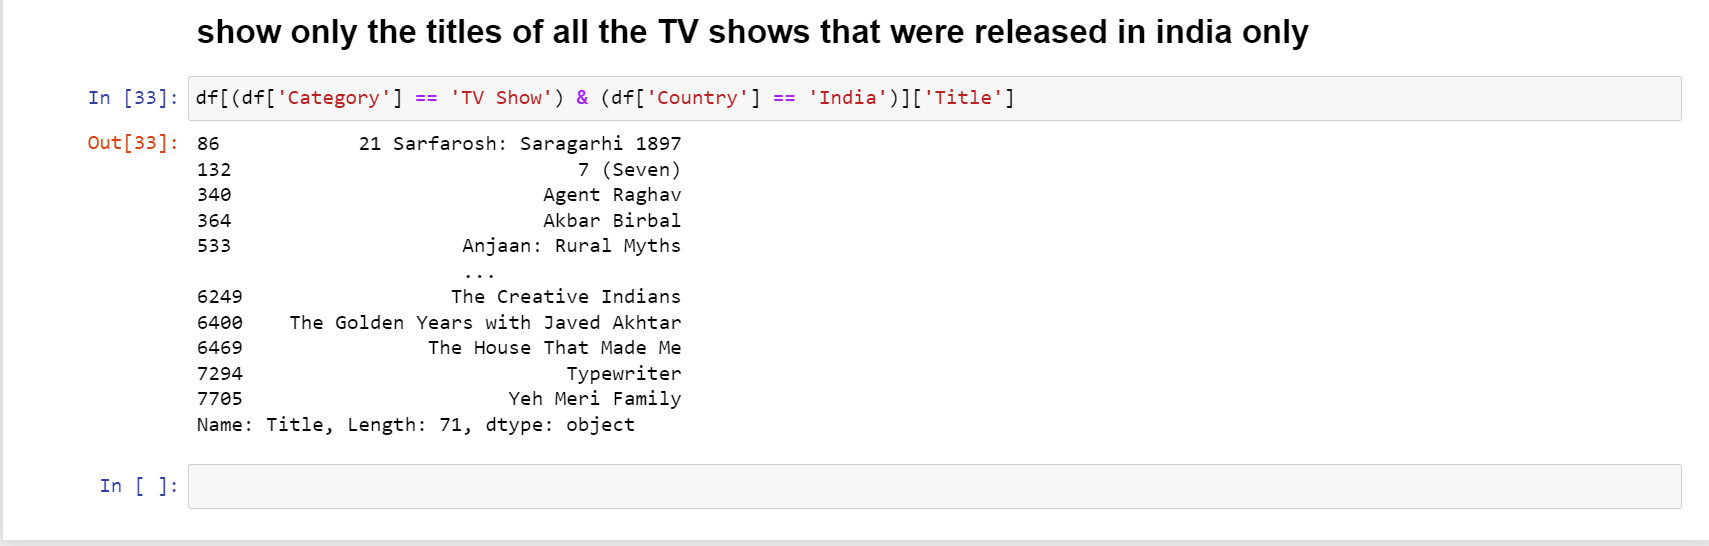 show only the titles of all the TV shows that were released in india only
In [33]: df[(df['Category'] == 'TV Show') & (df['Country'] == 'India')]['Title']
Out[33]: 86 21 Sarfarosh: Saragarhi 1897
132 7 (Seven)
340 Agent Raghav
364 Akbar Birbal
533 Anjaan: Rural Myths
...
6249 The Creative Indians
6400 The Golden Years with Javed Akhtar
6469 The House That Made Me
7294 Typewriter
7705 Yeh Meri Family
Name: Title, Length: 71, dtype: object
In [ ]: